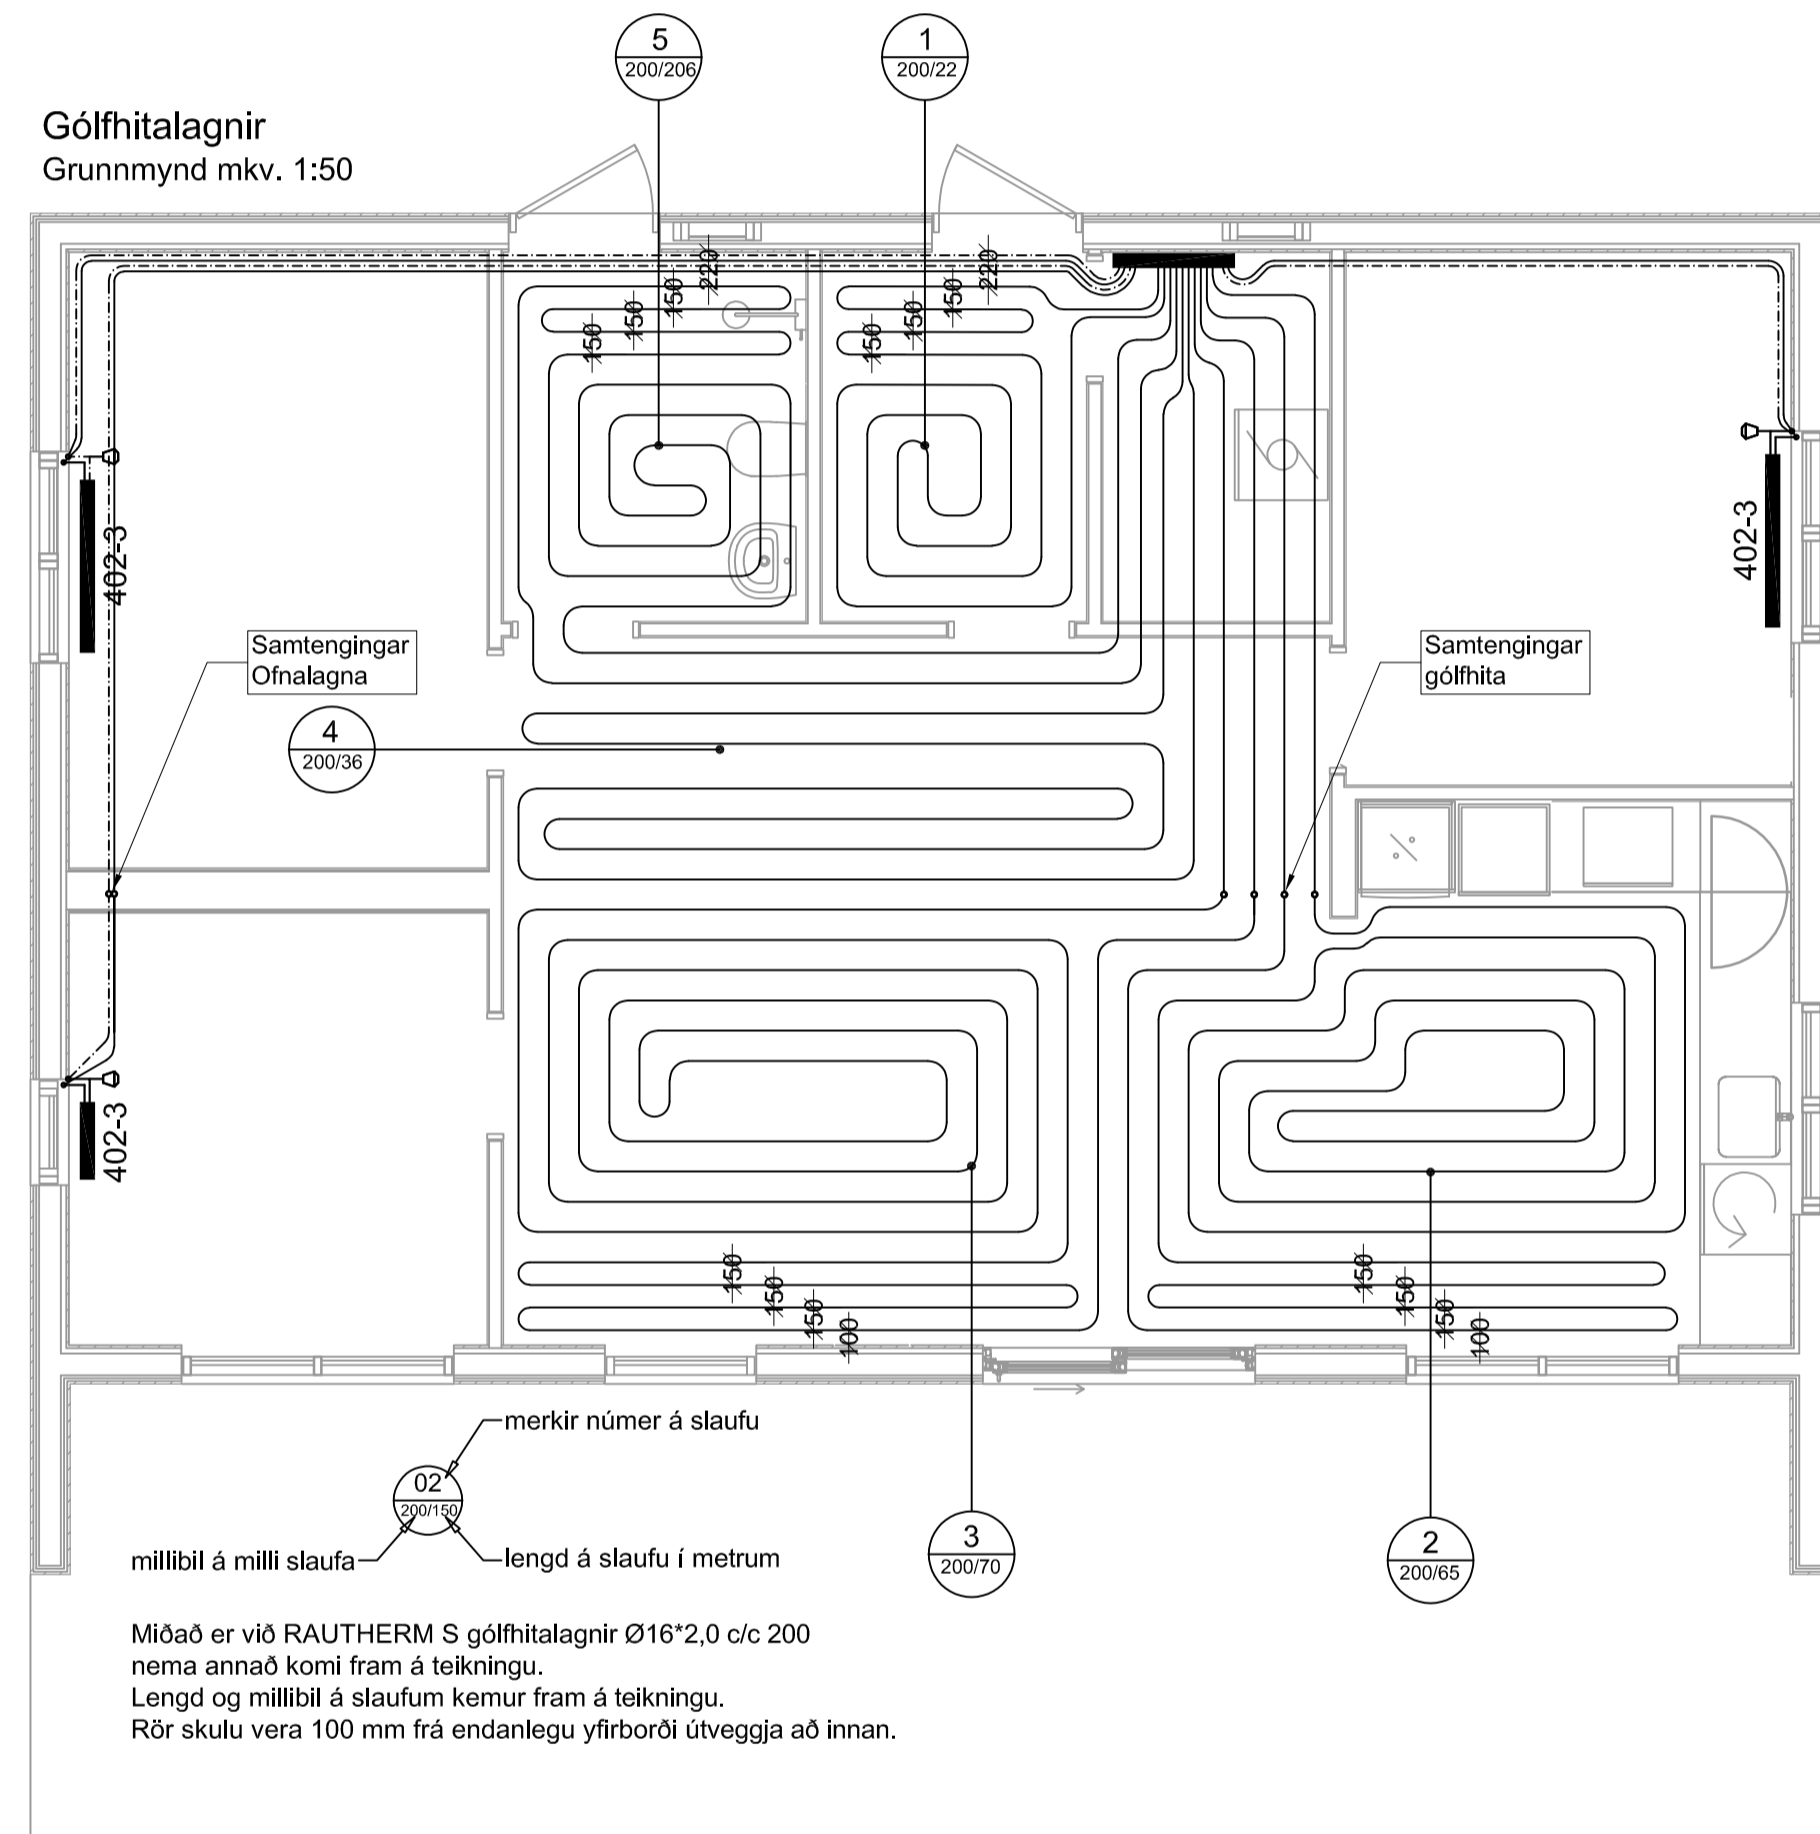 5
200/206
1
200/22
Gólfhitalagnir
Grunnmynd mkv. 1:50
220
150
150
150
220
150
150
150
402-3
402-3
Samtengingar
Ofnalagna
Samtengingar
gólfhita
4
200/36
402-3
150
150
150
100
150
150
150
100
merkir númer á slaufu
02
200/150
millibil á milli slaufa
lengd á slaufu í metrum
3
200/70
2
200/65
Miðað er við RAUTHERM S gólfhitalagnir Ø16*2,0 c/c 200
nema annað komi fram á teikningu.
Lengd og millibil á slaufum kemur fram á teikningu.
Rör skulu vera 100 mm frá endanlegu yfirborði útveggja að innan.